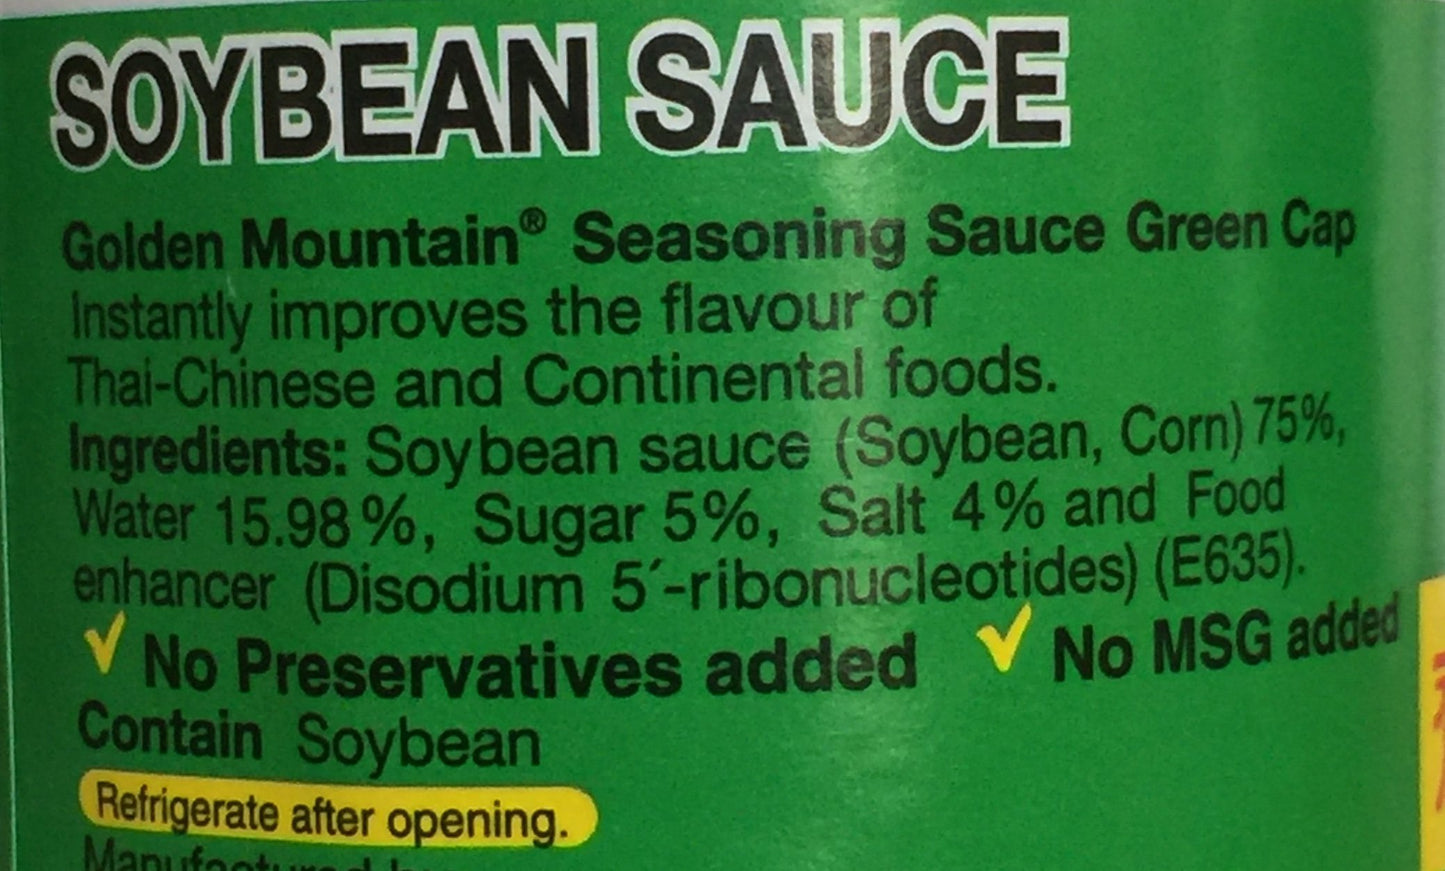 SOYBEAN SAUCE
Golden Mountain® Seasoning Sauce Green Cap
Instantly improves the flavour of
Thai-Chinese and Continental foods.
Ingredients: Soybean sauce (Soybean, Corn) 75%,
Water 15.98%, Sugar 5%, Salt 4% and Food
enhancer (Disodium 5´-ribonucleotides) (E635).
✓ No Preservatives added ✓ No MSG added
Contain Soybean
Refrigerate after opening.
Manufactured by